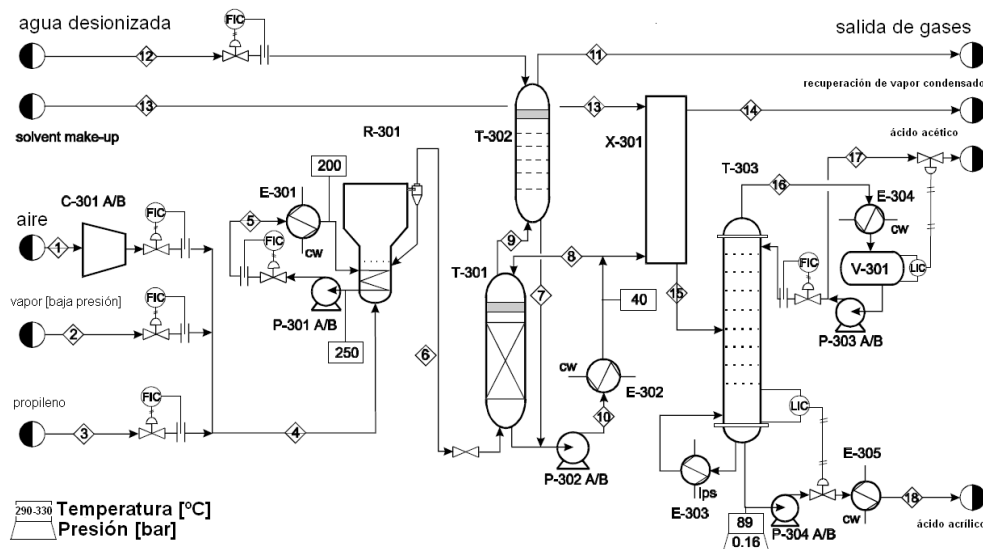 agua desionizada
FIC
salida de gases
12
11
recuperación de vapor condensado
13
13
14
solvent make-up
R-301
T-302
X-301
ácido acético
200
17
T-303
E-301
16
C-301 A/B
E-304
aire
FIC
5
cw
1
9
8
cw
FIC
T-301
V-301
LIC
FIC
7
15
vapor [baja presión]
FIC
P-301 A/B
40
P-303 A/B
2
250
6
cw
E-302
propileno
FIC
10
LIC
3
4
P-302 A/B
E-305
lps
18
E-303
cw
290-330
Temperatura [ºC]
89
P-304 A/B
ácido acrílico
Presión [bar]
0.16